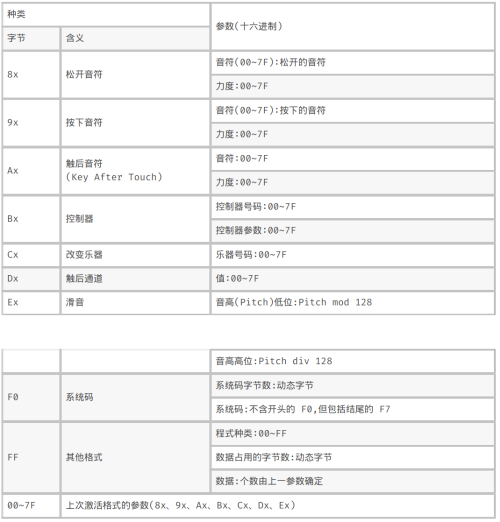 种类
参数(十六进制)
字节
含义
8x
松开音符
音符(00~7F):松开的音符
力度:00~7F
9x
按下音符
音符(00~7F):按下的音符
力度:00~7F
Ax
触后音符
(Key After Touch)
音符:00~7F
力度:00~7F
Bx
控制器
控制器号码:00~7F
控制器参数:00~7F
Cx
改变乐器
乐器号码:00~7F
Dx
触后通道
值:00~7F
Ex
滑音
音高(Pitch)低位:Pitch mod 128
音高高位:Pitch div 128
F0
系统码
系统码字节数:动态字节
系统码:不含开头的 F0,但包括结尾的 F7
FF
其他格式
程式种类:00~FF
数据占用的字节数:动态字节
数据:个数由上一参数确定
00~7F
上次激活格式的参数(8x、9x、Ax、Bx、Cx、Dx、Ex)